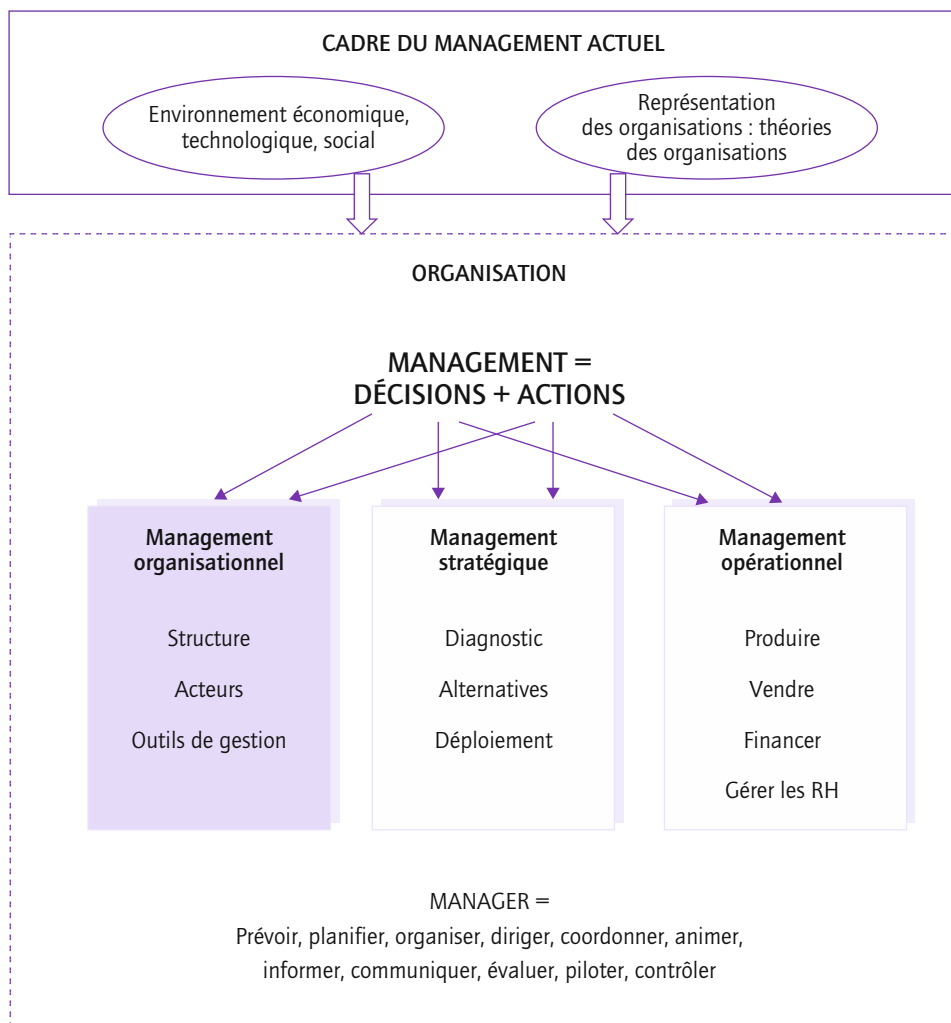 CADRE DU MANAGEMENT ACTUEL
Environnement économique,
technologique, social
Représentation
des organisations : théories
des organisations
ORGANISATION
MANAGEMENT =
DÉCISIONS + ACTIONS
Management
organisationnel
Structure
Acteurs
Outils de gestion
Management
stratégique
Diagnostic
Alternatives
Déploiement
Management
opérationnel
Produire
Vendre
Financer
Gérer les RH
MANAGER =
Prévoir, planifier, organiser, diriger, coordonner, animer,
informer, communiquer, évaluer, piloter, contrôler